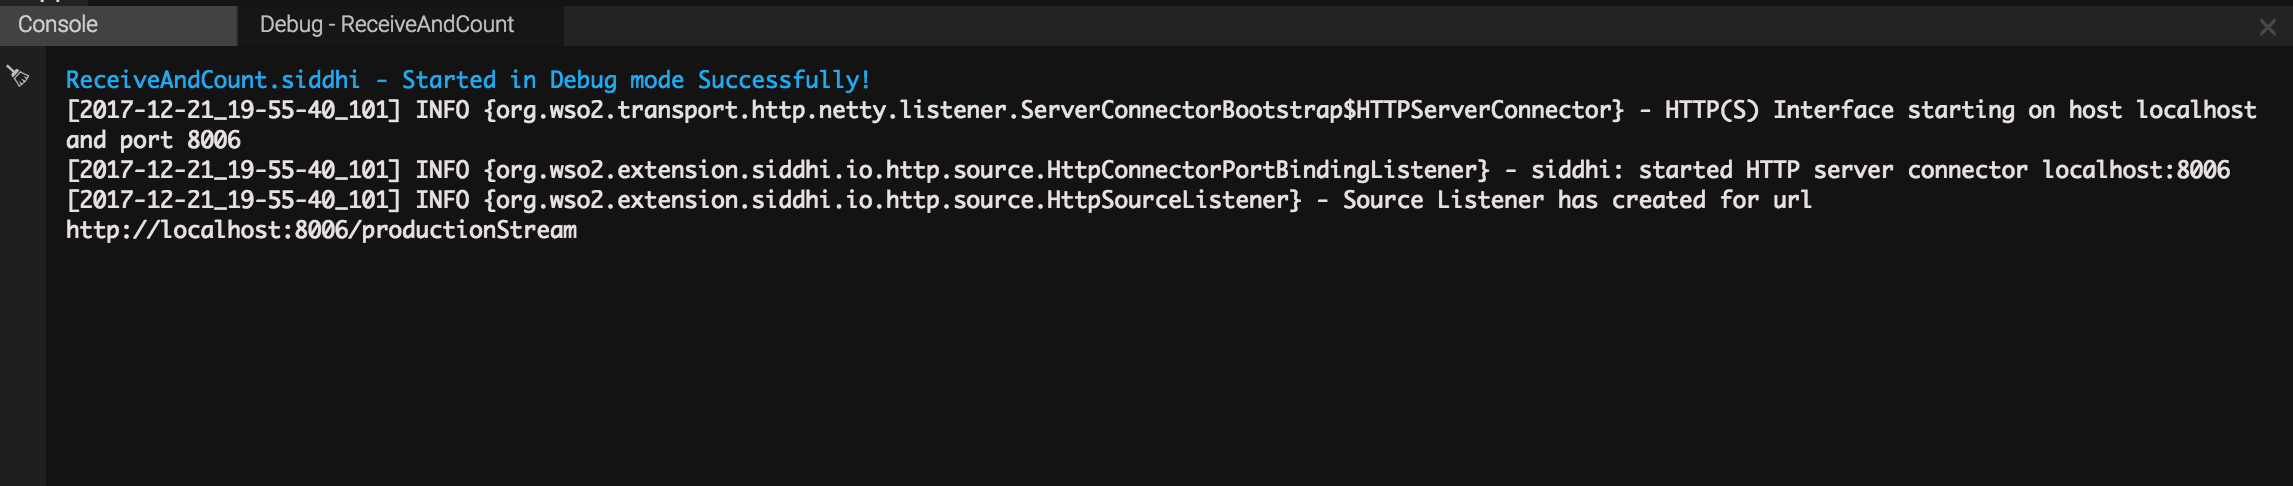 Console
Debug - ReceiveAndCount
ReceiveAndCount.siddhi - Started in Debug mode Successfully!
[2017-12-21_19-55-40_101] INFO {org.wso2.transport.http.netty.listener.ServerConnectorBootstrap$HTTPServerConnector} - HTTP(S) Interface starting on host localhost
and port 8006
[2017-12-21_19-55-40_101] INFO {org.wso2.extension.siddhi.io.http.source.HttpConnectorPortBindingListener} - siddhi: started HTTP server connector localhost:8006
[2017-12-21_19-55-40_101] INFO {org.wso2.extension.siddhi.io.http.source.HttpSourceListener} - Source Listener has created for url
http://localhost:8006/productionStream